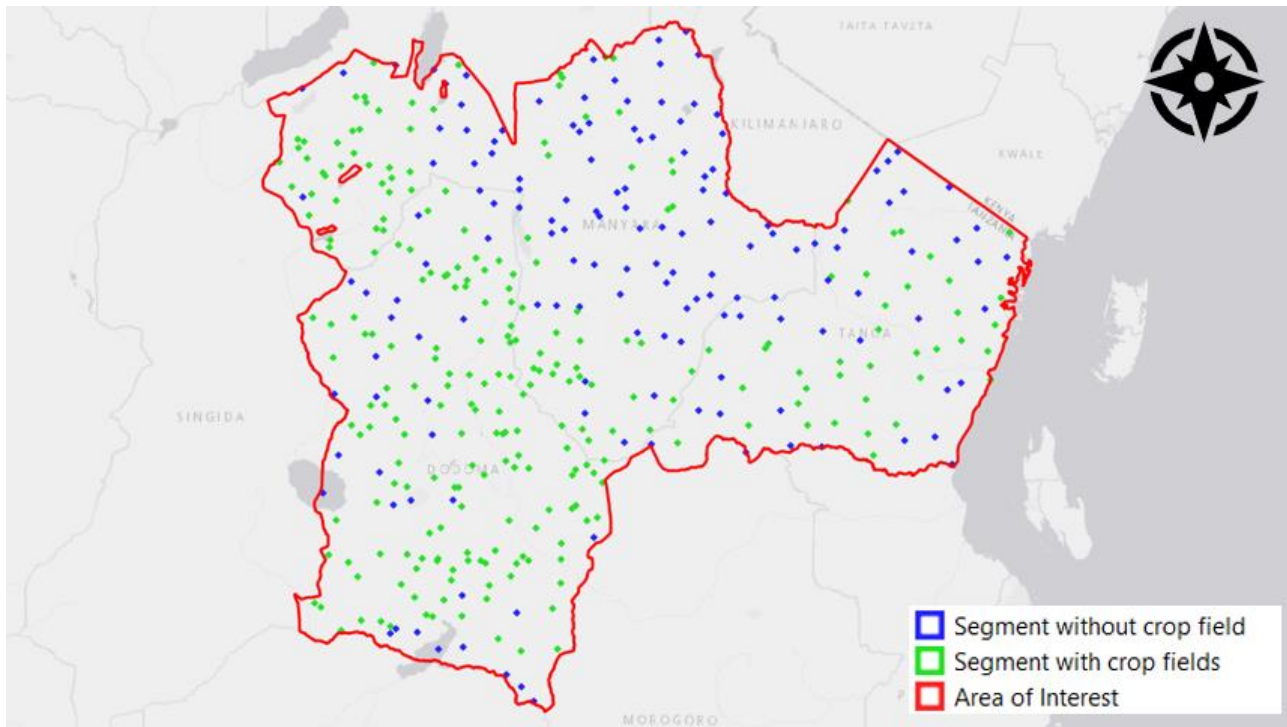 TAITA TAVETA
KILIMANJARO
KWALE
KENYA
TANZANIA
MANYARA
TANGA
SINGIDA
DODOMA
MOROGORO
Segment without crop field
Segment with crop fields
Area of Interest